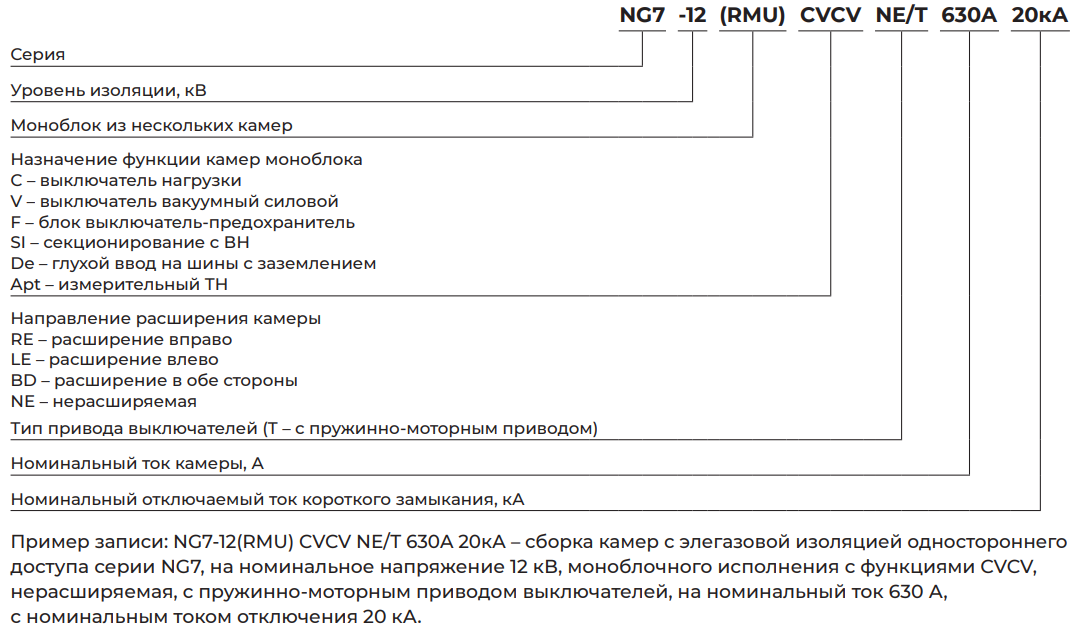 NG7 -12 (RMU) CVCV NE/T 630А 20кА
Серия
Уровень изоляции, кВ
Моноблок из нескольких камер
Назначение функции камер моноблока
C – выключатель нагрузки
V – выключатель вакуумный силовой
F – блок выключатель-предохранитель
SI – секционирование с ВН
De – глухой ввод на шины с заземлением
Apt – измерительный ТН
Направление расширения камеры
RE – расширение вправо
LE – расширение влево
BD – расширение в обе стороны
NE – нерасширяемая
Тип привода выключателей (Т – с пружинно-моторным приводом)
Номинальный ток камеры, А
Номинальный отключаемый ток короткого замыкания, кА
Пример записи: NG7-12(RMU) CVCV NE/T 630А 20кА – сборка камер с элегазовой изоляцией одностороннего
доступа серии NG7, на номинальное напряжение 12 кВ, моноблочного исполнения с функциями CVCV,
нерасширяемая, с пружинно-моторным приводом выключателей, на номинальный ток 630 А,
с номинальным током отключения 20 кА.